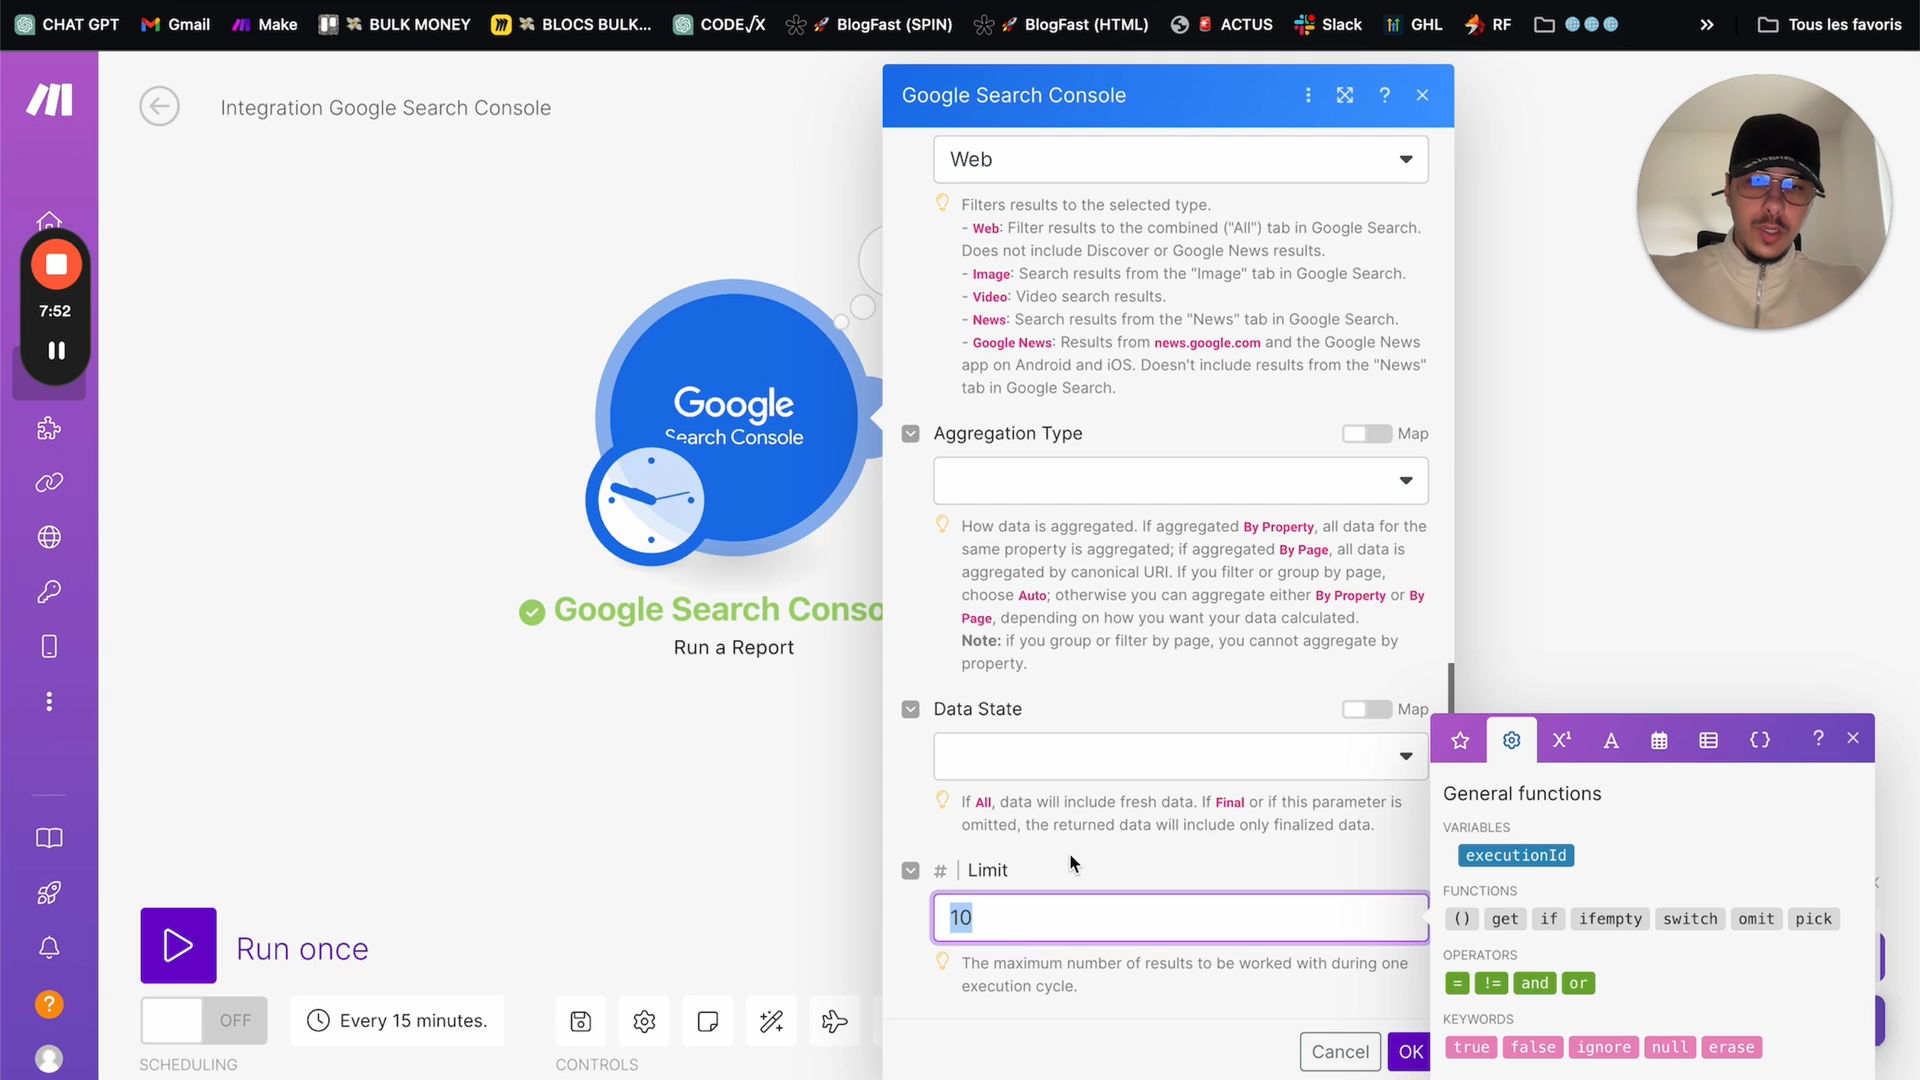 CHAT GPT
Gmail
Make
BULK MONEY
BLOCS BULK...
CODE√X
BlogFast (SPIN)
BlogFast (HTML)
ACTUS
Slack
GHL
RF
Tous les favoris
Integration Google Search Console
7:52
Google
Search Console
Google Search Conso
Run a Report
Run once
OFF
Every 15 minutes.
SCHEDULING
CONTROLS
Google Search Console
?
Web
Filters results to the selected type.
- Web: Filter results to the combined ("All") tab in Google Search.
Does not include Discover or Google News results.
- Image: Search results from the "Image" tab in Google Search.
- Video: Video search results.
- News: Search results from the "News" tab in Google Search.
- Google News: Results from news.google.com and the Google News
app on Android and iOS. Doesn't include results from the "News"
tab in Google Search.
Aggregation Type
Map
How data is aggregated. If aggregated By Property, all data for the
same property is aggregated; if aggregated By Page, all data is
aggregated by canonical URI. If you filter or group by page,
choose Auto; otherwise you can aggregate either By Property or By
Page, depending on how you want your data calculated.
Note: if you group or filter by page, you cannot aggregate by
property.
Data State
Map
If All, data will include fresh data. If Final or if this parameter is
omitted, the returned data will include only finalized data.
# | Limit
10
The maximum number of results to be worked with during one
execution cycle.
Cancel
OK
General functions
VARIABLES
executionId
FUNCTIONS
() get if ifempty switch omit pick
OPERATORS
= != and or
KEYWORDS
true false ignore null erase